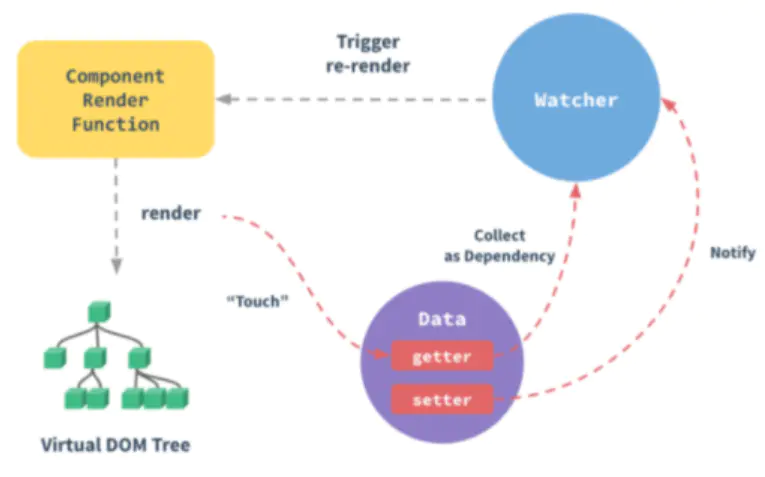 Trigger
re-render
Component
Render
Function
Watcher
render
Collect
as Dependency
Notify
“Touch”
Data
getter
setter
Virtual DOM Tree